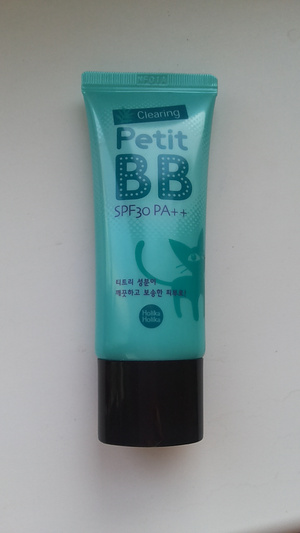 Clearing
Petit
BB
SPF30 PA++
티트리 성분이
깨끗하고 보송한 피부로!
Holika
Holika